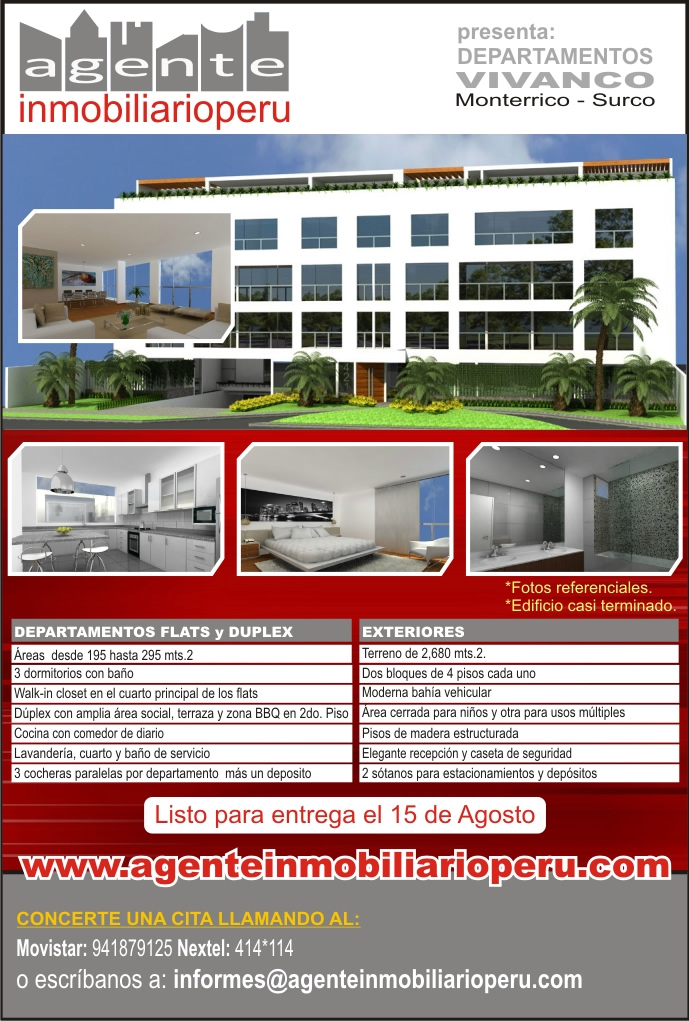 agente
inmobiliarioperu
presenta:
DEPARTAMENTOS
VIVANCO
Monterrico - Surco
*Fotos referenciales.
*Edificio casi terminado.
DEPARTAMENTOS FLATS y DUPLEX
Áreas desde 195 hasta 295 mts.2
3 dormitorios con baño
Walk-in closet en el cuarto principal de los flats
Dúplex con amplia área social, terraza y zona BBQ en 2do. Piso
Cocina con comedor de diario
Lavandería, cuarto y baño de servicio
3 cocheras paralelas por departamento más un deposito
EXTERIORES
Terreno de 2,680 mts.2.
Dos bloques de 4 pisos cada uno
Moderna bahía vehicular
Área cerrada para niños y otra para usos múltiples
Pisos de madera estructurada
Elegante recepción y caseta de seguridad
2 sótanos para estacionamientos y depósitos
Listo para entrega el 15 de Agosto
www.agenteinmobiliarioperu.com
CONCERTE UNA CITA LLAMANDO AL:
Movistar: 941879125 Nextel: 414*114
o escríbanos a: informes@agenteinmobiliarioperu.com